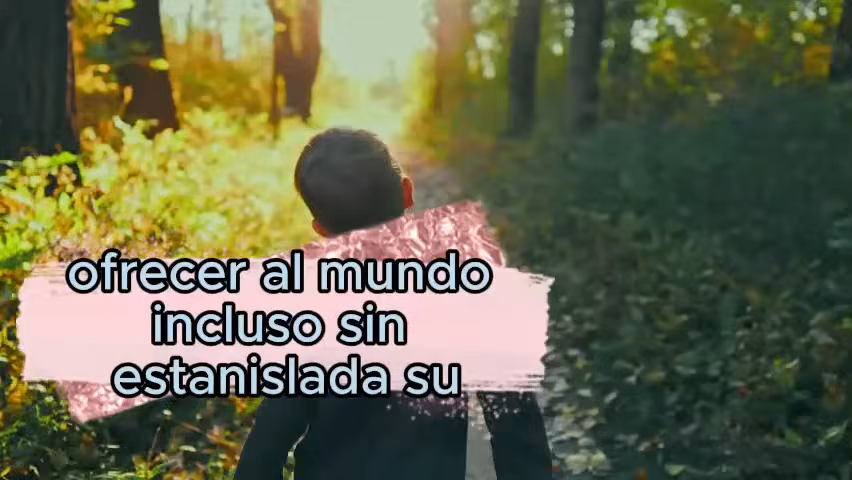 ofrecer al mundo
incluso sin
estanislada su